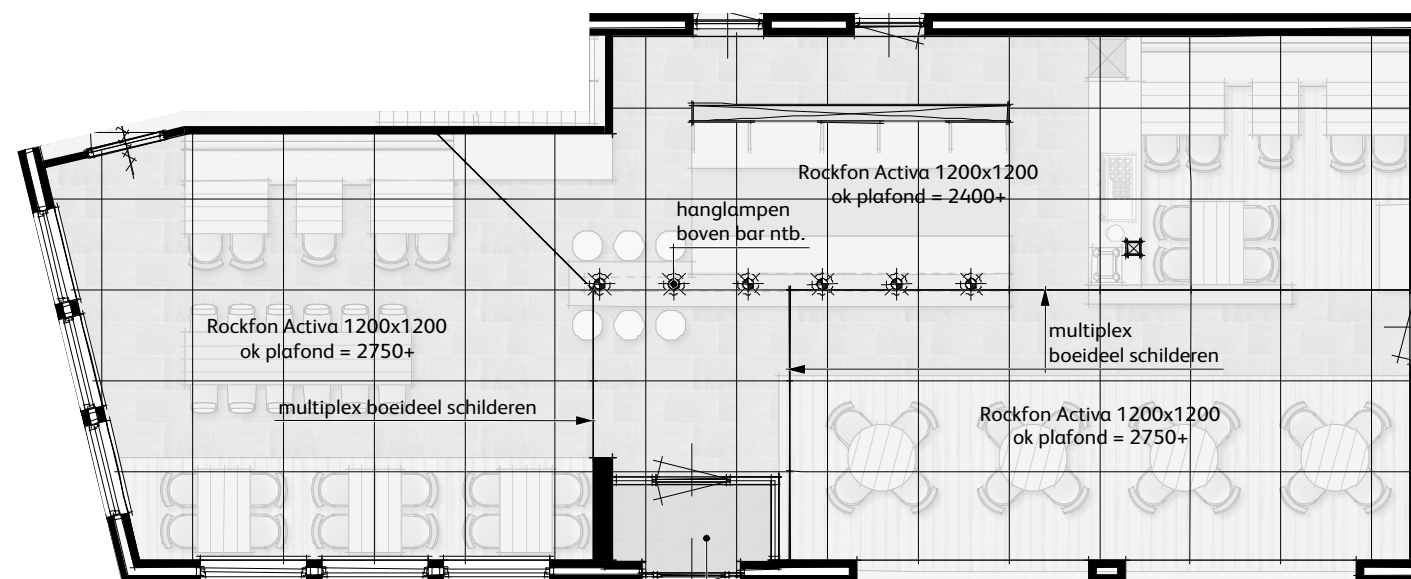 Rockfon Activa 1200x1200
ok plafond = 2400+
hanglampen
boven bar ntb.
Rockfon Activa 1200x1200
ok plafond = 2750+
multiplex
boeideel schilderen
multiplex boeideel schilderen
Rockfon Activa 1200x1200
ok plafond = 2750+